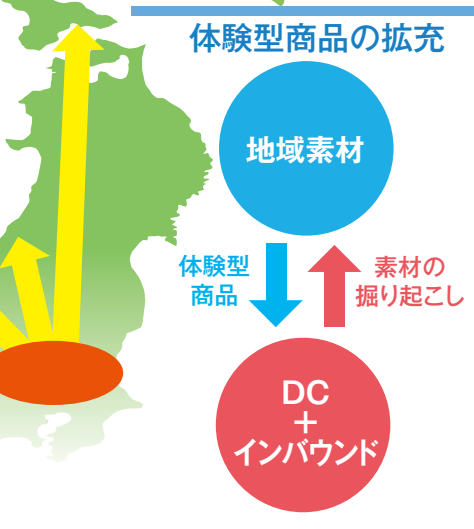 体験型商品の拡充
地域素材
体験型
商品
素材の
掘り起こし
DC
+
インバウンド